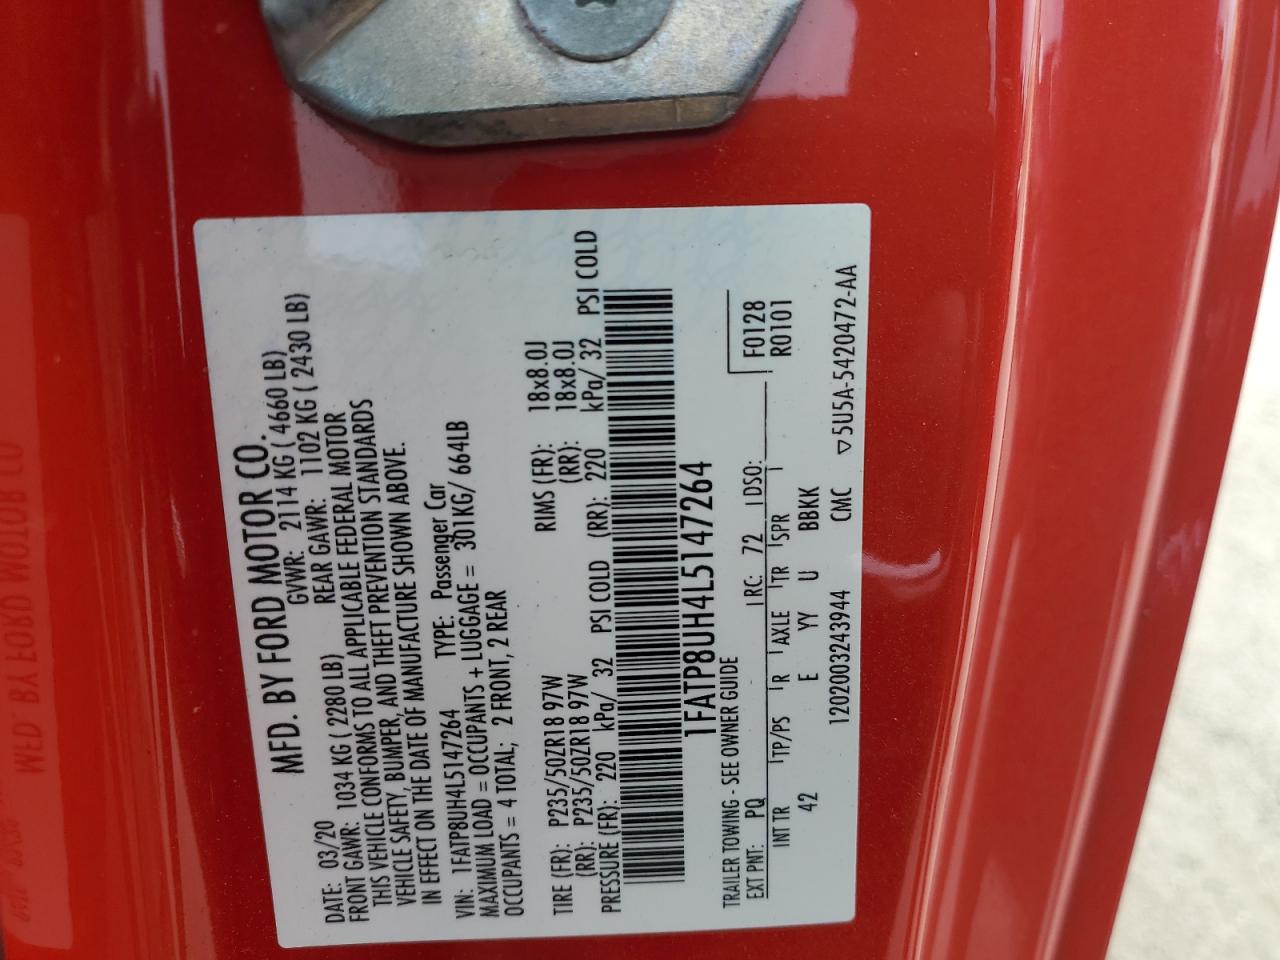 MFD. BY FORD MOTOR CO.
DATE: 03/20 GVWR: 2114 KG ( 4660 LB)
FRONT GAWR: 1034 KG ( 2280 LB) REAR GAWR: 1102 KG ( 2430 LB)
THIS VEHICLE CONFORMS TO ALL APPLICABLE FEDERAL MOTOR
VEHICLE SAFETY, BUMPER, AND THEFT PREVENTION STANDARDS
IN EFFECT ON THE DATE OF MANUFACTURE SHOWN ABOVE.
VIN: 1FATP8UH4L5147264 TYPE: Passenger Car
MAXIMUM LOAD = OCCUPANTS + LUGGAGE = 301KG/ 664LB
OCCUPANTS = 4 TOTAL; 2 FRONT, 2 REAR
TIRE (FR): P235/50ZR18 97W RIMS (FR): 18x8.0J
(RR): P235/50ZR18 97W (RR): 18x8.0J
PRESSURE (FR): 220 kPa/ 32 PSI COLD (RR): 220 kPa/ 32 PSI COLD
1FATP8UH4L5147264
TRAILER TOWING - SEE OWNER GUIDE
EXT PNT: PQ RC: 72 DSO: F0128
R0101
INT TR TP/PS R AXLE TR SPR
42 E YY U BBKK
1202003243944 CMC ▽5U5A-5420472-AA